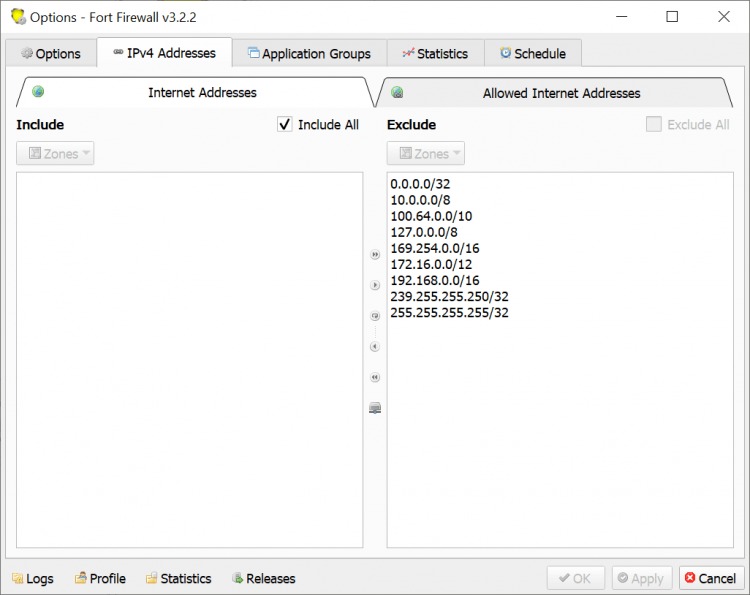 Options - Fort Firewall v3.2.2
Options IPv4 Addresses Application Groups Statistics Schedule
Internet Addresses Allowed Internet Addresses
Include Include All Exclude Exclude All
Zones Zones
0.0.0.0/32
10.0.0.0/8
100.64.0.0/10
127.0.0.0/8
169.254.0.0/16
172.16.0.0/12
192.168.0.0/16
239.255.255.250/32
255.255.255.255/32
Logs Profile Statistics Releases OK Apply Cancel